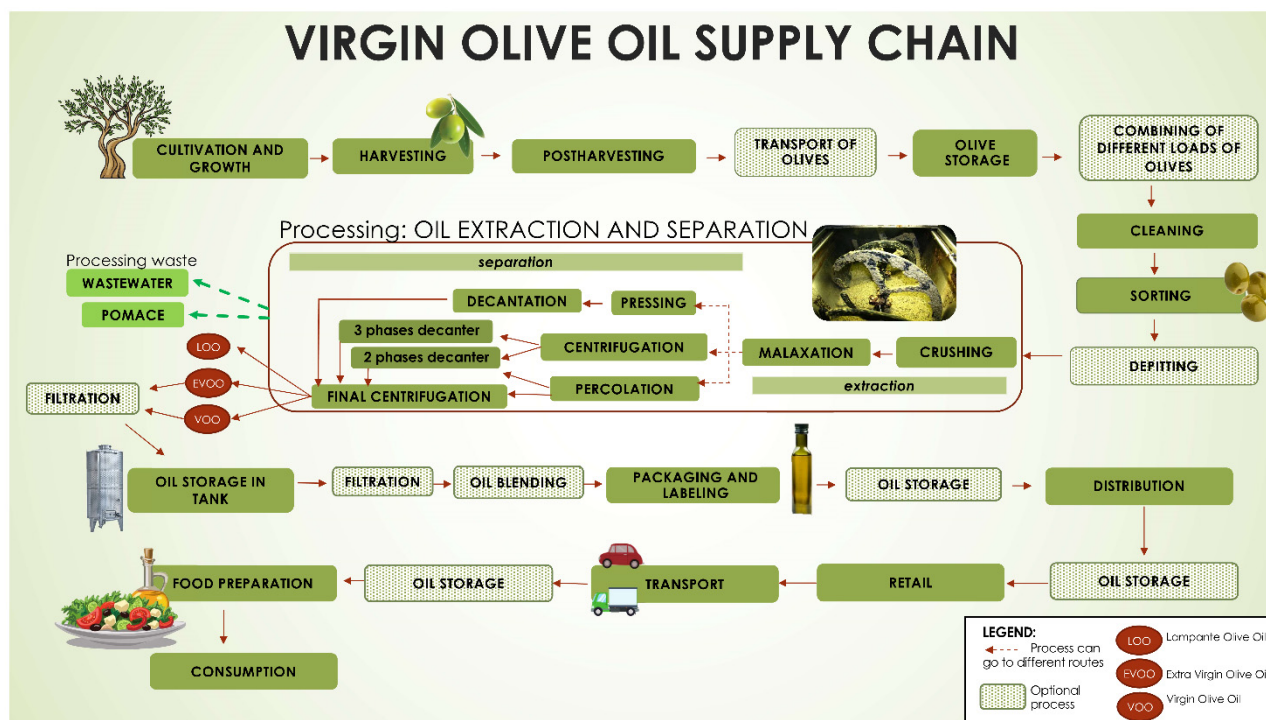 VIRGIN OLIVE OIL SUPPLY CHAIN
CULTIVATION AND
GROWTH
HARVESTING
POSTHARVESTING
TRANSPORT OF
OLIVES
OLIVE
STORAGE
COMBINING OF
DIFFERENT LOADS OF
OLIVES
CLEANING
SORTING
DEPITTING
Processing: OIL EXTRACTION AND SEPARATION
separation
extraction
CRUSHING
MALAXATION
PRESSING
DECANTATION
CENTRIFUGATION
3 phases decanter
2 phases decanter
PERCOLATION
FINAL CENTRIFUGATION
Processing waste
WASTEWATER
POMACE
LOO
EVOO
VOO
FILTRATION
OIL STORAGE IN
TANK
FILTRATION
OIL BLENDING
PACKAGING AND
LABELING
OIL STORAGE
DISTRIBUTION
OIL STORAGE
RETAIL
TRANSPORT
OIL STORAGE
FOOD PREPARATION
CONSUMPTION
LEGEND:
Process can
go to different routes
Optional
process
LOO
Lampante Olive Oil
EVOO
Extra Virgin Olive Oil
VOO
Virgin Olive Oil